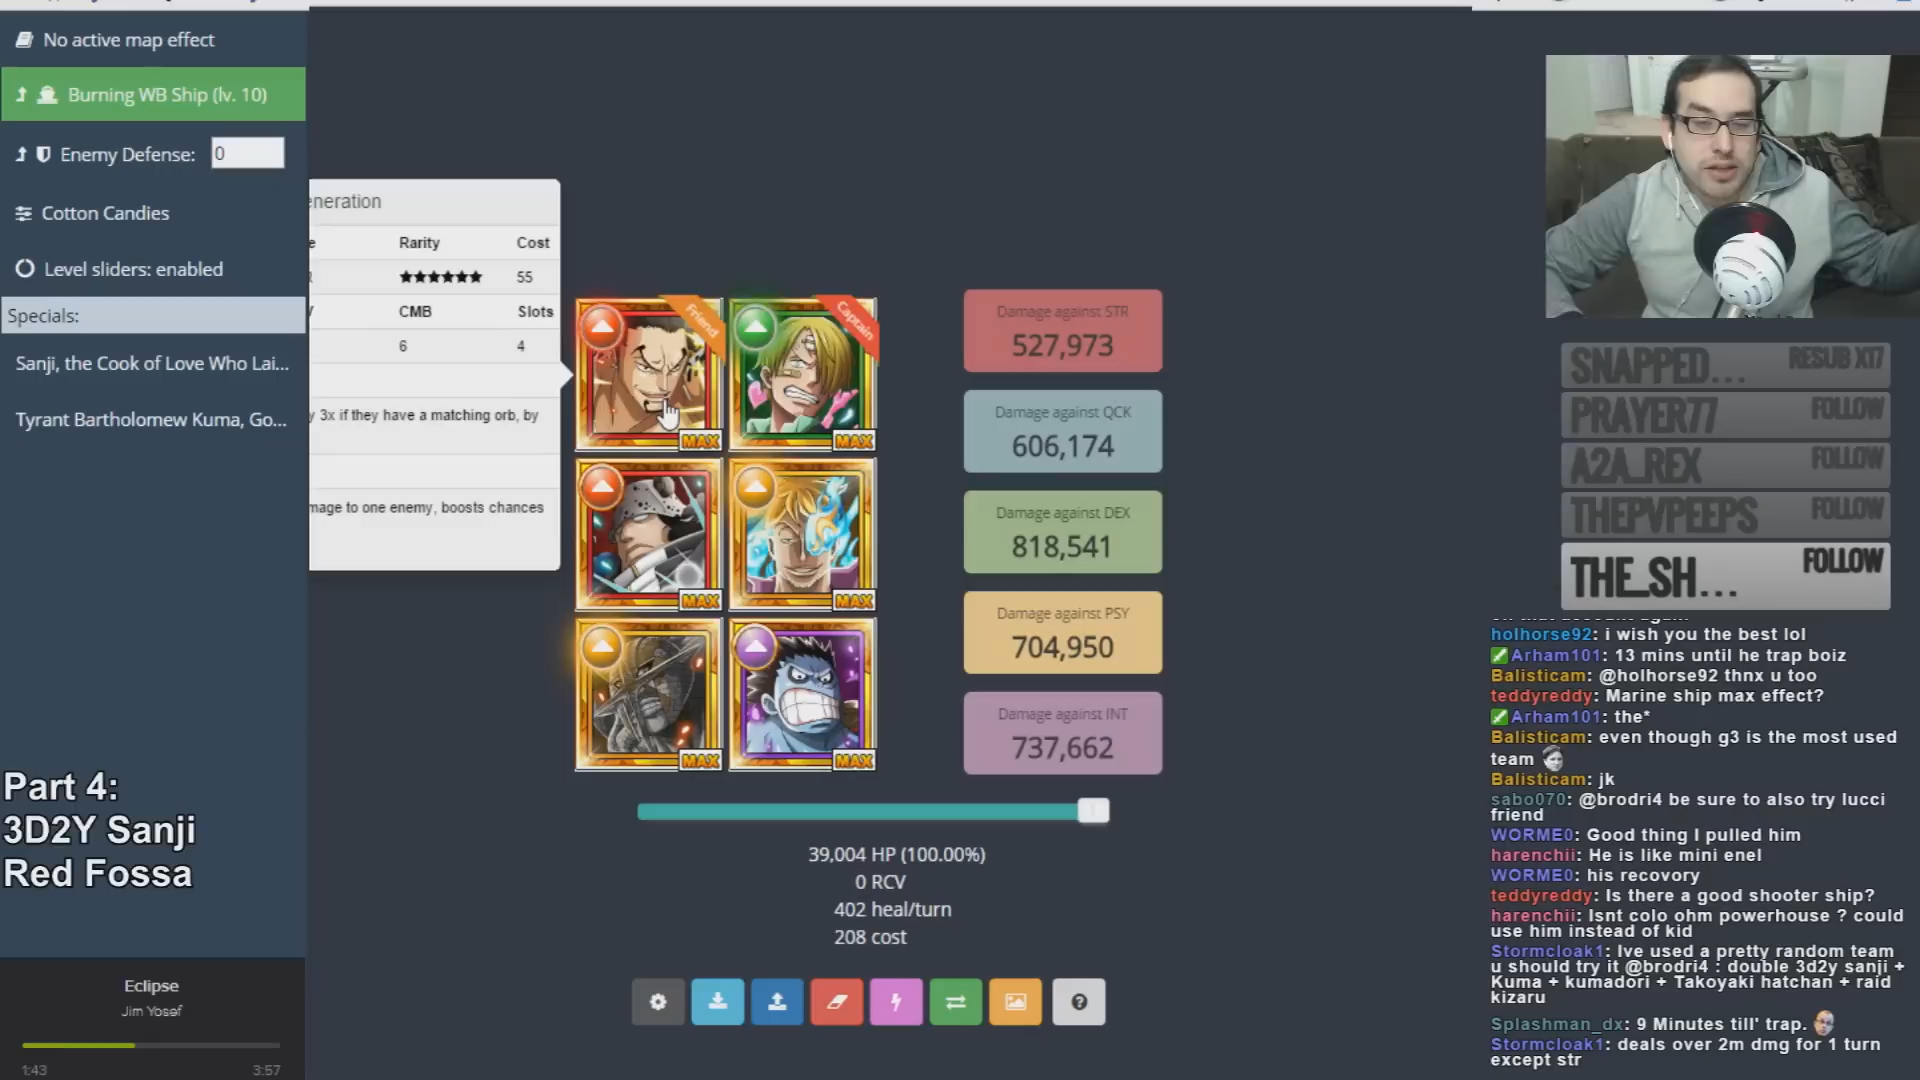 No active map effect
Burning WB Ship (lv. 10)
Enemy Defense: 0
Cotton Candies
Level sliders: enabled
Specials:
Sanji, the Cook of Love Who Lai...
Tyrant Bartholomew Kuma, Go...
Part 4:
3D2Y Sanji
Red Fossa
Eclipse
Jim Yosef
1:43 3:57
eneration
e Rarity Cost
★★★★★★ 55
CMB Slots
6 4
y 3x if they have a matching orb, by
mage to one enemy, boosts chances
Friend
Captain
MAX MAX
MAX MAX
MAX MAX
Damage against STR
527,973
Damage against QCK
606,174
Damage against DEX
818,541
Damage against PSY
704,950
Damage against INT
737,662
39,004 HP (100.00%)
0 RCV
402 heal/turn
208 cost
SNAPPED... RESUB X17
PRAYER77 FOLLOW
A2A_REX FOLLOW
THEPVPEEPS FOLLOW
THE_SH... FOLLOW
holhorse92: i wish you the best lol
Arham101: 13 mins until he trap boiz
Balisticam: @holhorse92 thnx u too
teddyreddy: Marine ship max effect?
Arham101: the*
Balisticam: even though g3 is the most used
team
Balisticam: jk
sabo070: @brodri4 be sure to also try lucci
friend
WORME0: Good thing I pulled him
harenchii: He is like mini enel
WORME0: his recovory
teddyreddy: Is there a good shooter ship?
harenchii: Isnt colo ohm powerhouse ? could
use him instead of kid
Stormcloak1: Ive used a pretty random team
u should try it @brodri4 : double 3d2y sanji +
Kuma + kumadori + Takoyaki hatchan + raid
kizaru
Splashman_dx: 9 Minutes till' trap.
Stormcloak1: deals over 2m dmg for 1 turn
except str